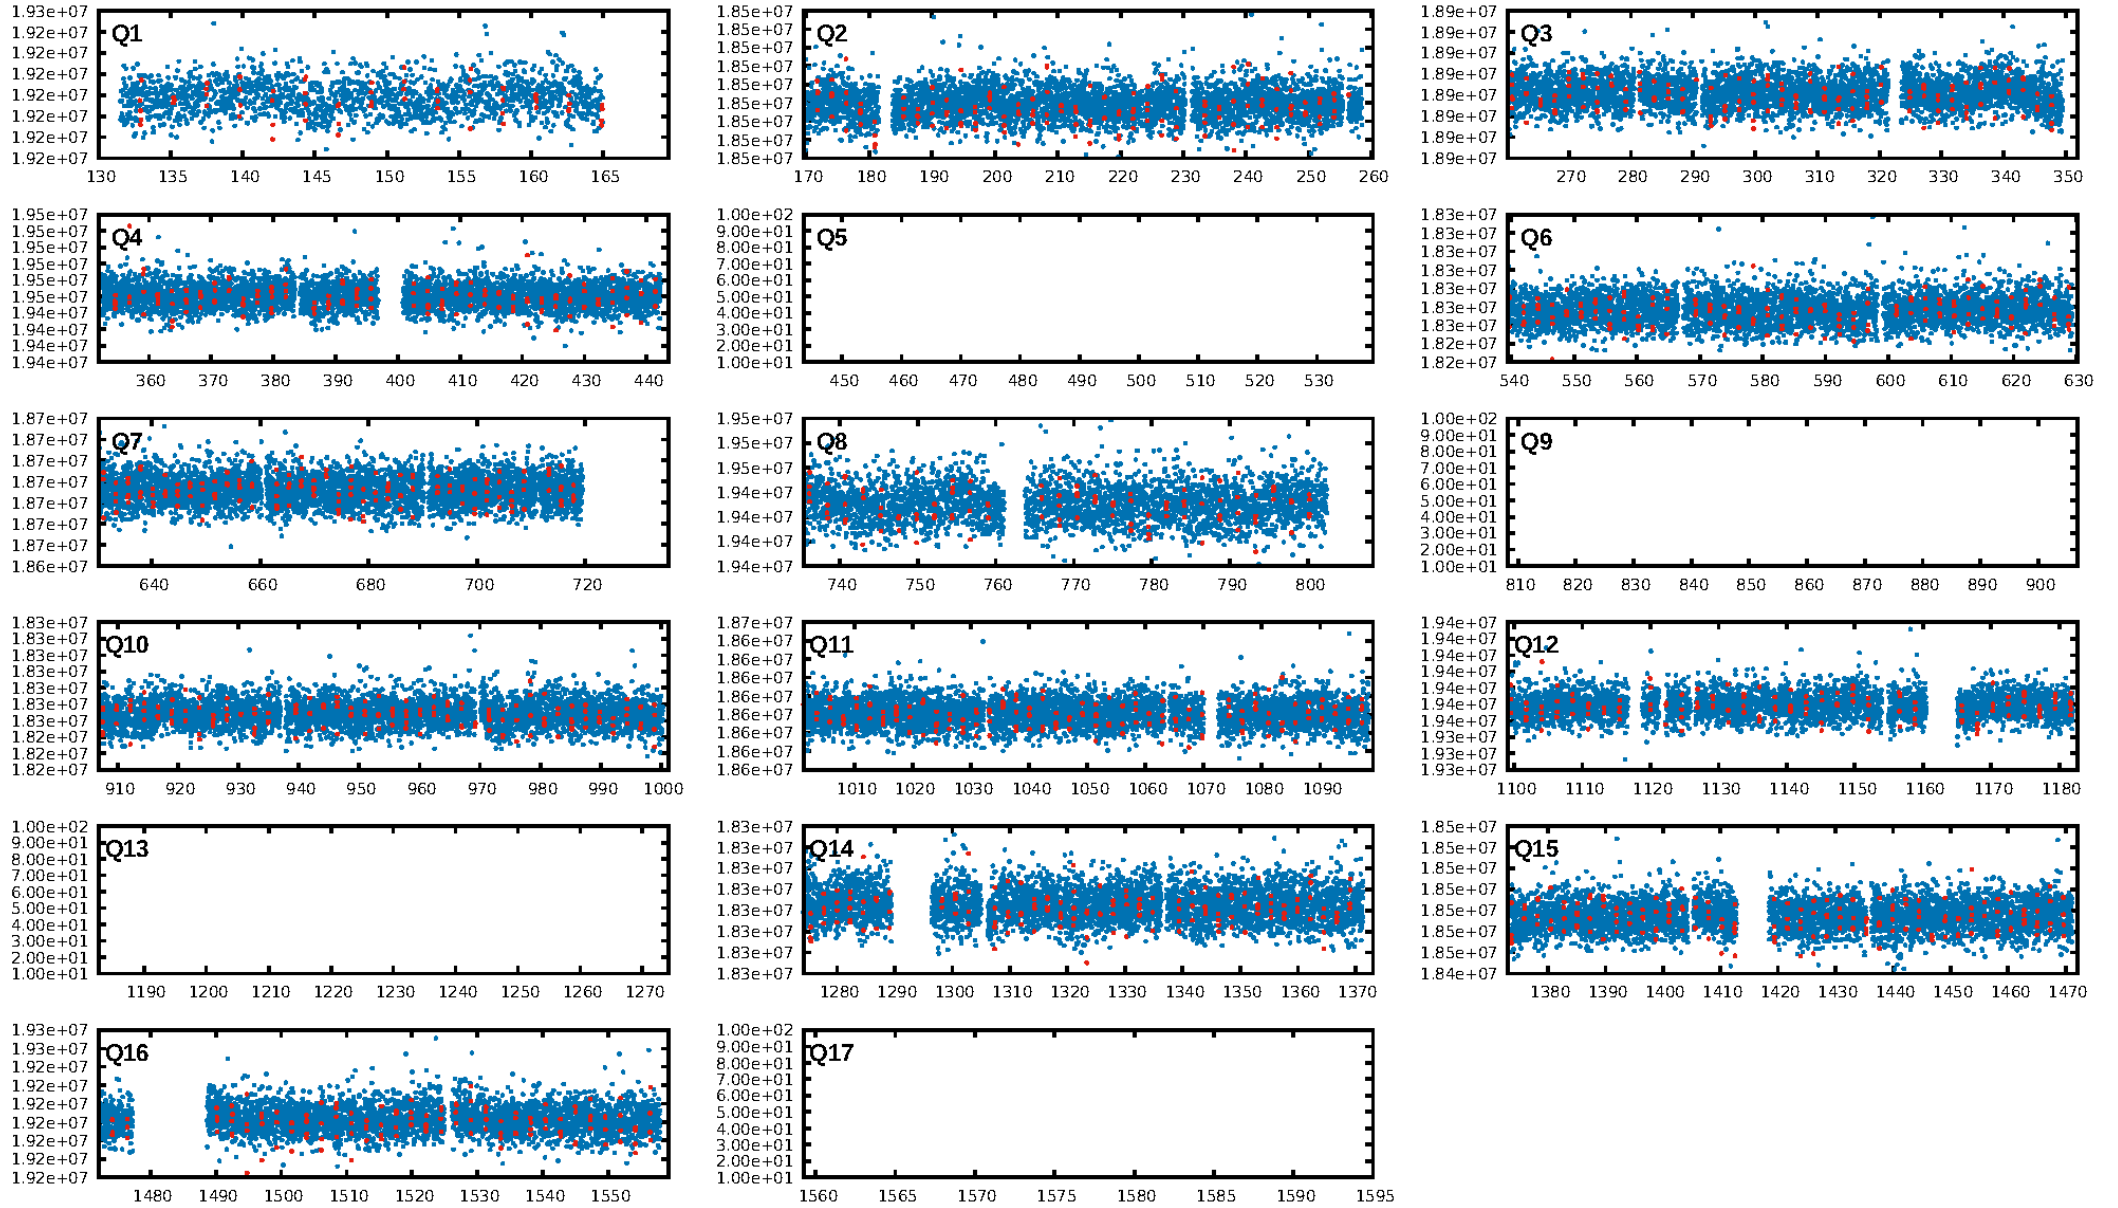 1.93e+07 1.92e+07 1.92e+07 1.92e+07 1.92e+07 1.92e+07 1.92e+07 1.92e+07
Q1
130 135 140 145 150 155 160 165
1.85e+07 1.85e+07 1.85e+07 1.85e+07 1.85e+07 1.85e+07 1.85e+07 1.85e+07 1.85e+07
Q2
170 180 190 200 210 220 230 240 250 260
1.89e+07 1.89e+07 1.89e+07 1.89e+07 1.89e+07 1.89e+07 1.89e+07 1.89e+07
Q3
270 280 290 300 310 320 330 340 350
1.95e+07 1.95e+07 1.95e+07 1.95e+07 1.95e+07 1.95e+07 1.94e+07 1.94e+07 1.94e+07 1.94e+07
Q4
360 370 380 390 400 410 420 430 440
1.00e+02 9.00e+01 8.00e+01 7.00e+01 6.00e+01 5.00e+01 4.00e+01 3.00e+01 2.00e+01 1.00e+01
Q5
450 460 470 480 490 500 510 520 530
1.83e+07 1.83e+07 1.83e+07 1.83e+07 1.83e+07 1.83e+07 1.83e+07 1.82e+07 1.82e+07
Q6
540 550 560 570 580 590 600 610 620 630
1.87e+07 1.87e+07 1.87e+07 1.87e+07 1.87e+07 1.87e+07 1.87e+07 1.86e+07
Q7
640 660 680 700 720
1.95e+07 1.95e+07 1.95e+07 1.94e+07 1.94e+07 1.94e+07 1.94e+07
Q8
740 750 760 770 780 790 800
1.00e+02 9.00e+01 8.00e+01 7.00e+01 6.00e+01 5.00e+01 4.00e+01 3.00e+01 2.00e+01 1.00e+01
Q9
810 820 830 840 850 860 870 880 890 900
1.83e+07 1.83e+07 1.83e+07 1.83e+07 1.83e+07 1.83e+07 1.83e+07 1.82e+07 1.82e+07 1.82e+07
Q10
910 920 930 940 950 960 970 980 990 1000
1.87e+07 1.86e+07 1.86e+07 1.86e+07 1.86e+07 1.86e+07 1.86e+07 1.86e+07 1.86e+07
Q11
1010 1020 1030 1040 1050 1060 1070 1080 1090
1.94e+07 1.94e+07 1.94e+07 1.94e+07 1.94e+07 1.94e+07 1.94e+07 1.93e+07 1.93e+07 1.93e+07
Q12
1100 1110 1120 1130 1140 1150 1160 1170 1180
1.00e+02 9.00e+01 8.00e+01 7.00e+01 6.00e+01 5.00e+01 4.00e+01 3.00e+01 2.00e+01 1.00e+01
Q13
1190 1200 1210 1220 1230 1240 1250 1260 1270
1.83e+07 1.83e+07 1.83e+07 1.83e+07 1.83e+07 1.83e+07 1.83e+07 1.83e+07
Q14
1280 1290 1300 1310 1320 1330 1340 1350 1360 1370
1.85e+07 1.85e+07 1.85e+07 1.85e+07 1.85e+07 1.85e+07 1.85e+07 1.84e+07
Q15
1380 1390 1400 1410 1420 1430 1440 1450 1460 1470
1.93e+07 1.93e+07 1.92e+07 1.92e+07 1.92e+07 1.92e+07 1.92e+07 1.92e+07 1.92e+07
Q16
1480 1490 1500 1510 1520 1530 1540 1550
1.00e+02 9.00e+01 8.00e+01 7.00e+01 6.00e+01 5.00e+01 4.00e+01 3.00e+01 2.00e+01 1.00e+01
Q17
1560 1565 1570 1575 1580 1585 1590 1595